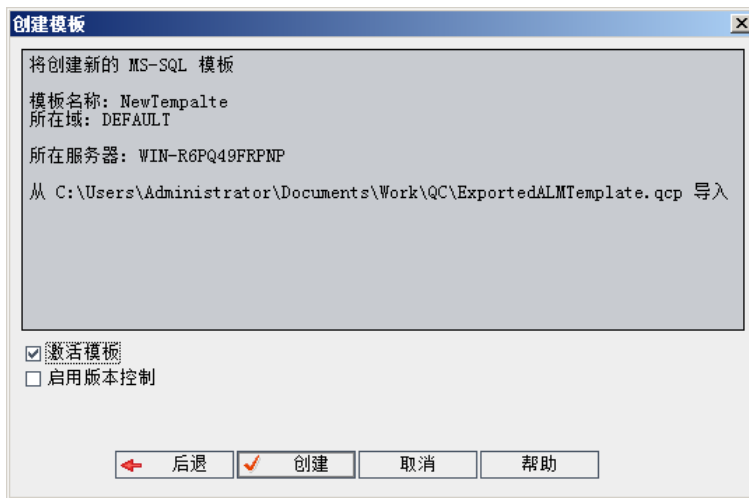 创建模板
将创建新的 MS-SQL 模板
模板名称: NewTempalte
所在域: DEFAULT
所在服务器: WIN-R6PQ49FRPNP
从 C:\Users\Administrator\Documents\Work\QC\ExportedALMTemplate.qcp 导入
激活模板
启用版本控制
后退 创建 取消 帮助